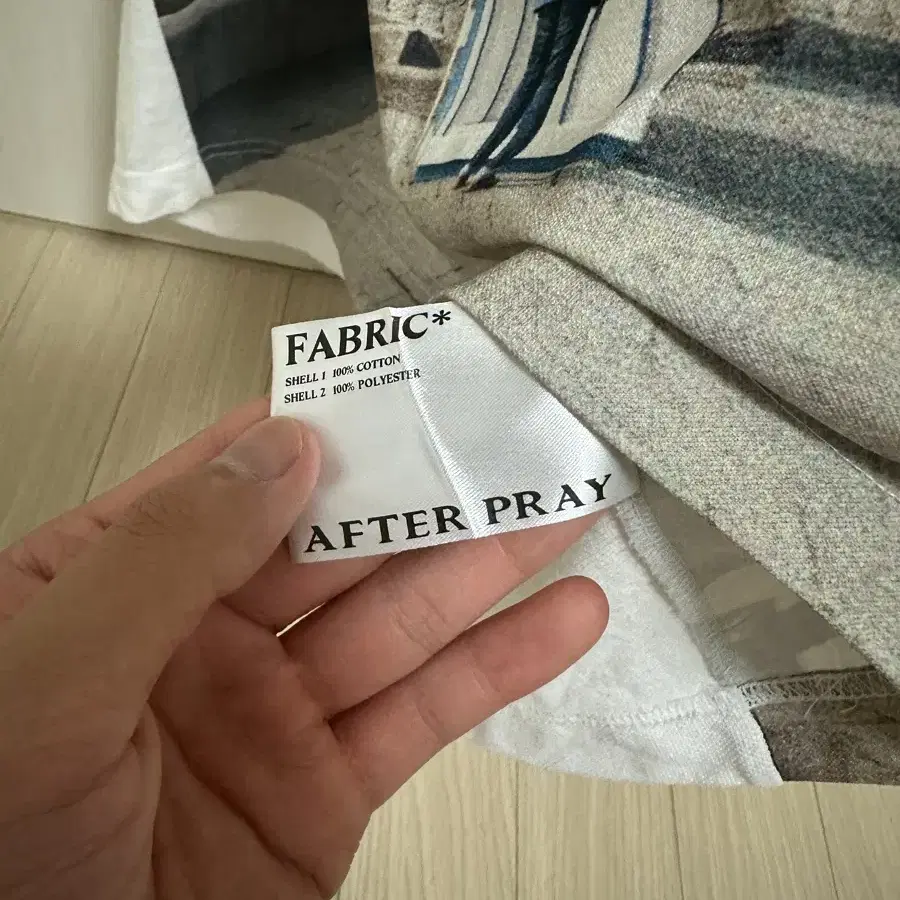 FABRIC*
SHELL 1 100% COTTON
SHELL 2 100% POLYESTER
AFTER PRAY